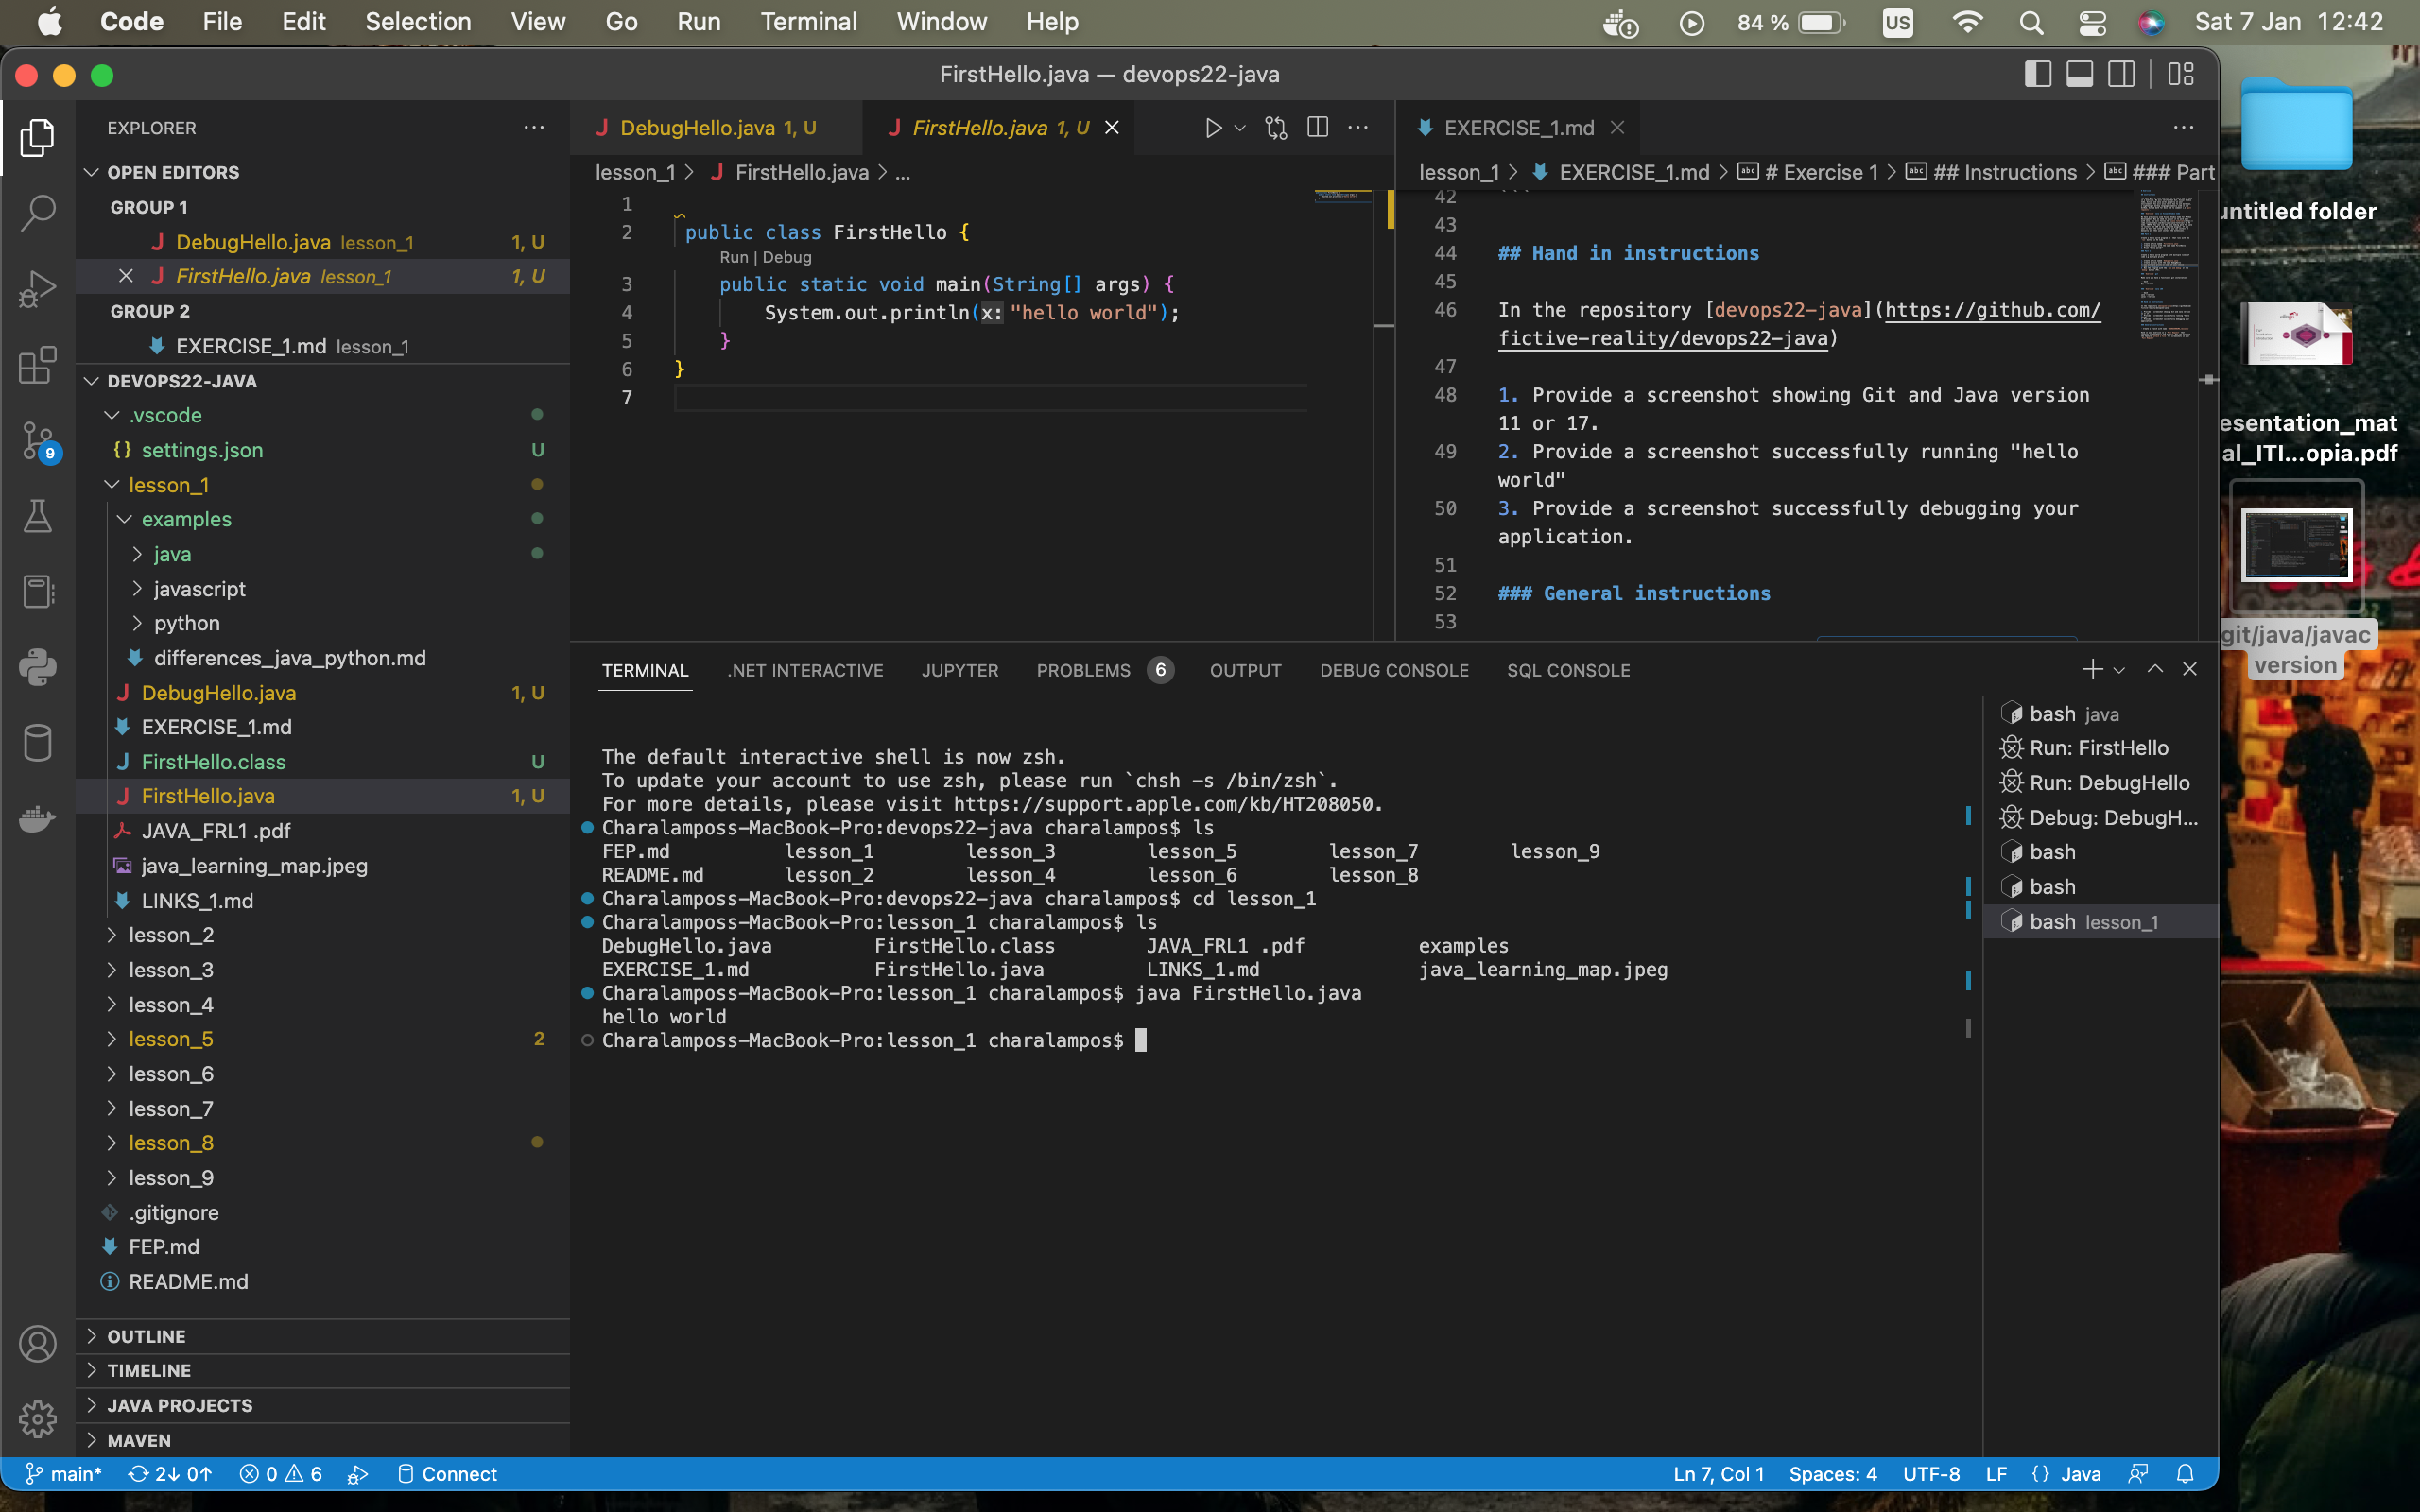 Code File Edit Selection View Go Run Terminal Window Help 84 % US Sat 7 Jan 12:42
FirstHello.java — devops22-java
EXPLORER
OPEN EDITORS
GROUP 1
DebugHello.java lesson_1 1, U
FirstHello.java lesson_1 1, U
GROUP 2
EXERCISE_1.md lesson_1
DEVOPS22-JAVA
.vscode
{} settings.json U
lesson_1
examples
java
javascript
python
differences_java_python.md
DebugHello.java 1, U
EXERCISE_1.md
FirstHello.class U
FirstHello.java 1, U
JAVA_FRL1 .pdf
java_learning_map.jpeg
LINKS_1.md
lesson_2
lesson_3
lesson_4
lesson_5 2
lesson_6
lesson_7
lesson_8
lesson_9
.gitignore
FEP.md
README.md
OUTLINE
TIMELINE
JAVA PROJECTS
MAVEN
9
DebugHello.java 1, U FirstHello.java 1, U
lesson_1 > FirstHello.java > ...
1
2 public class FirstHello {
Run | Debug
3 public static void main(String[] args) {
4 System.out.println(x: "hello world");
5 }
6 }
7
EXERCISE_1.md
lesson_1 > EXERCISE_1.md > # Exercise 1 > ## Instructions > ### Part
42 ```
43
44 ## Hand in instructions
45
46 In the repository [devops22-java](https://github.com/
fictive-reality/devops22-java)
47
48 1. Provide a screenshot showing Git and Java version
11 or 17.
49 2. Provide a screenshot successfully running "hello
world"
50 3. Provide a screenshot successfully debugging your
application.
51
52 ### General instructions
53
TERMINAL .NET INTERACTIVE JUPYTER PROBLEMS 6 OUTPUT DEBUG CONSOLE SQL CONSOLE
The default interactive shell is now zsh.
To update your account to use zsh, please run `chsh -s /bin/zsh`.
For more details, please visit https://support.apple.com/kb/HT208050.
Charalamposs-MacBook-Pro:devops22-java charalampos$ ls
FEP.md lesson_1 lesson_3 lesson_5 lesson_7 lesson_9
README.md lesson_2 lesson_4 lesson_6 lesson_8
Charalamposs-MacBook-Pro:devops22-java charalampos$ cd lesson_1
Charalamposs-MacBook-Pro:lesson_1 charalampos$ ls
DebugHello.java FirstHello.class JAVA_FRL1 .pdf examples
EXERCISE_1.md FirstHello.java LINKS_1.md java_learning_map.jpeg
Charalamposs-MacBook-Pro:lesson_1 charalampos$ java FirstHello.java
hello world
Charalamposs-MacBook-Pro:lesson_1 charalampos$
bash java
Run: FirstHello
Run: DebugHello
Debug: DebugH...
bash
bash
bash lesson_1
main* 2↓ 0↑ 0 6 Connect Ln 7, Col 1 Spaces: 4 UTF-8 LF {} Java
untitled folder
esentation_mat
al_ITI...opia.pdf
git/java/javac
version